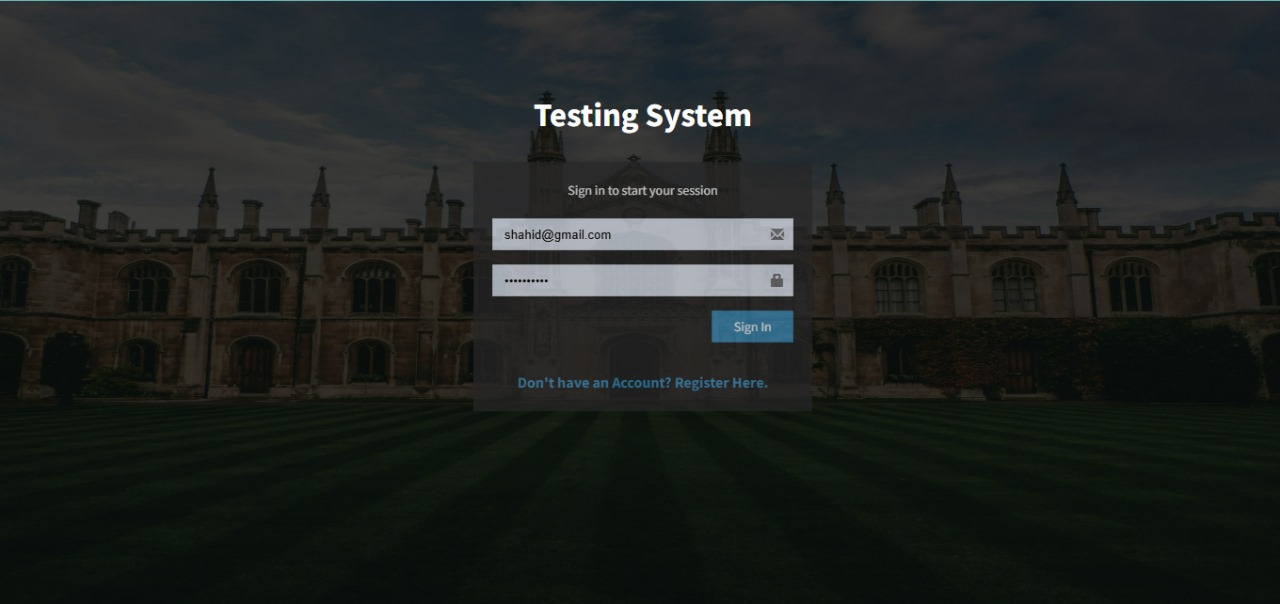 Testing System
Sign in to start your session
shahid@gmail.com
••••••••••
Sign In
Don't have an Account? Register Here.